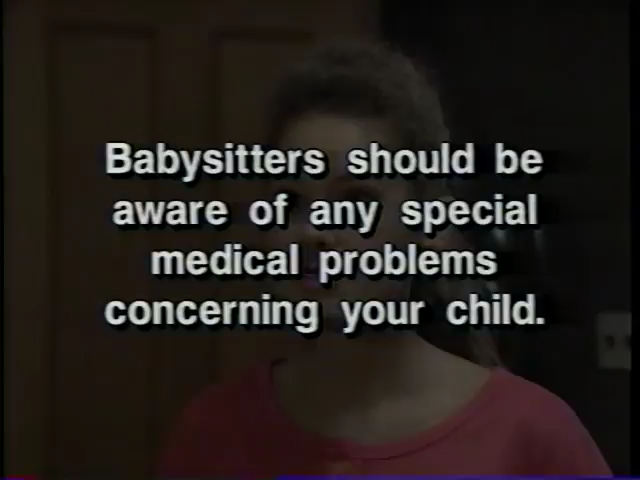 Babysitters should be
aware of any special
medical problems
concerning your child.